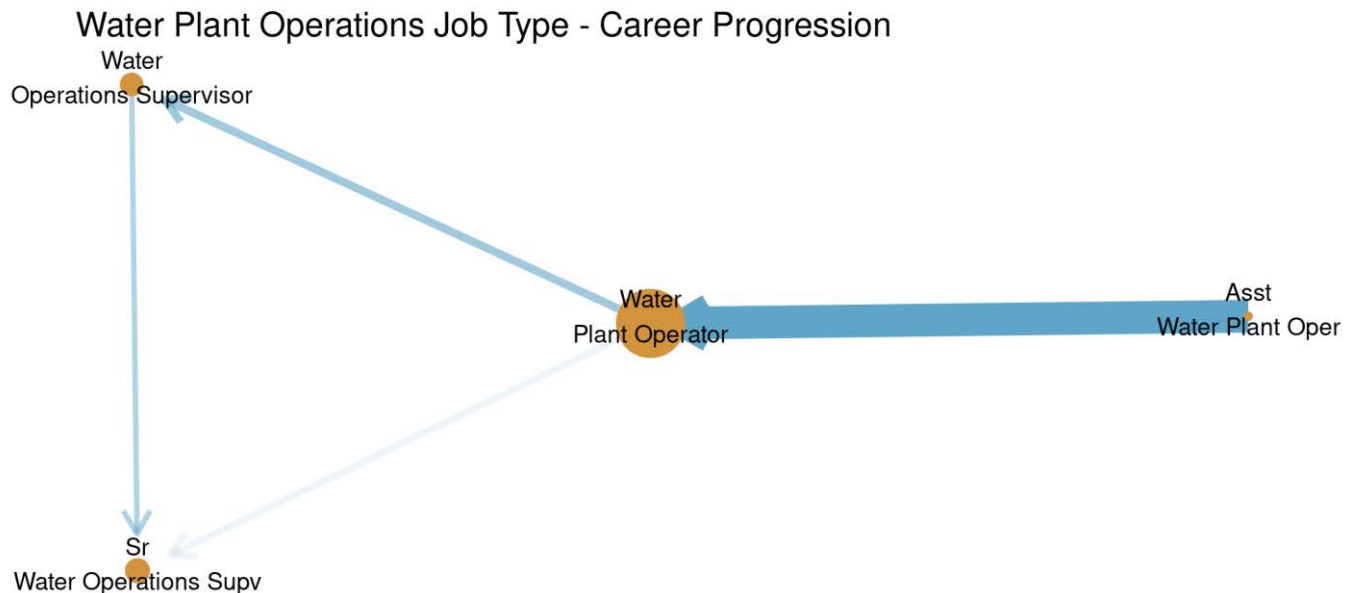 Water Plant Operations Job Type - Career Progression
Water
Operations Supervisor
Water
Plant Operator
Asst
Water Plant Oper
Sr
Water Operations Supv